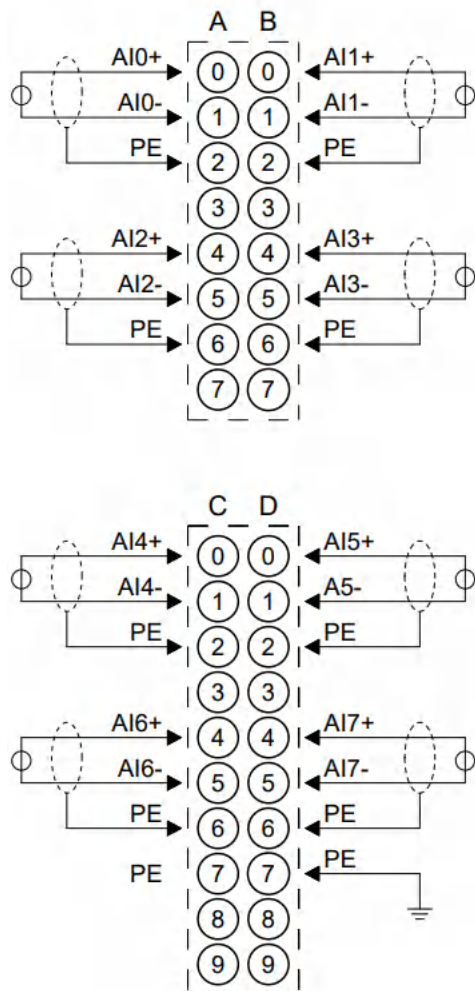 A B
AI0+ 0 0 AI1+
AI0- 1 1 AI1-
PE 2 2 PE
3 3
AI2+ 4 4 AI3+
AI2- 5 5 AI3-
PE 6 6 PE
7 7
C D
AI4+ 0 0 AI5+
AI4- 1 1 A5-
PE 2 2 PE
3 3
AI6+ 4 4 AI7+
AI6- 5 5 AI7-
PE 6 6 PE
PE 7 7 PE
8 8
9 9